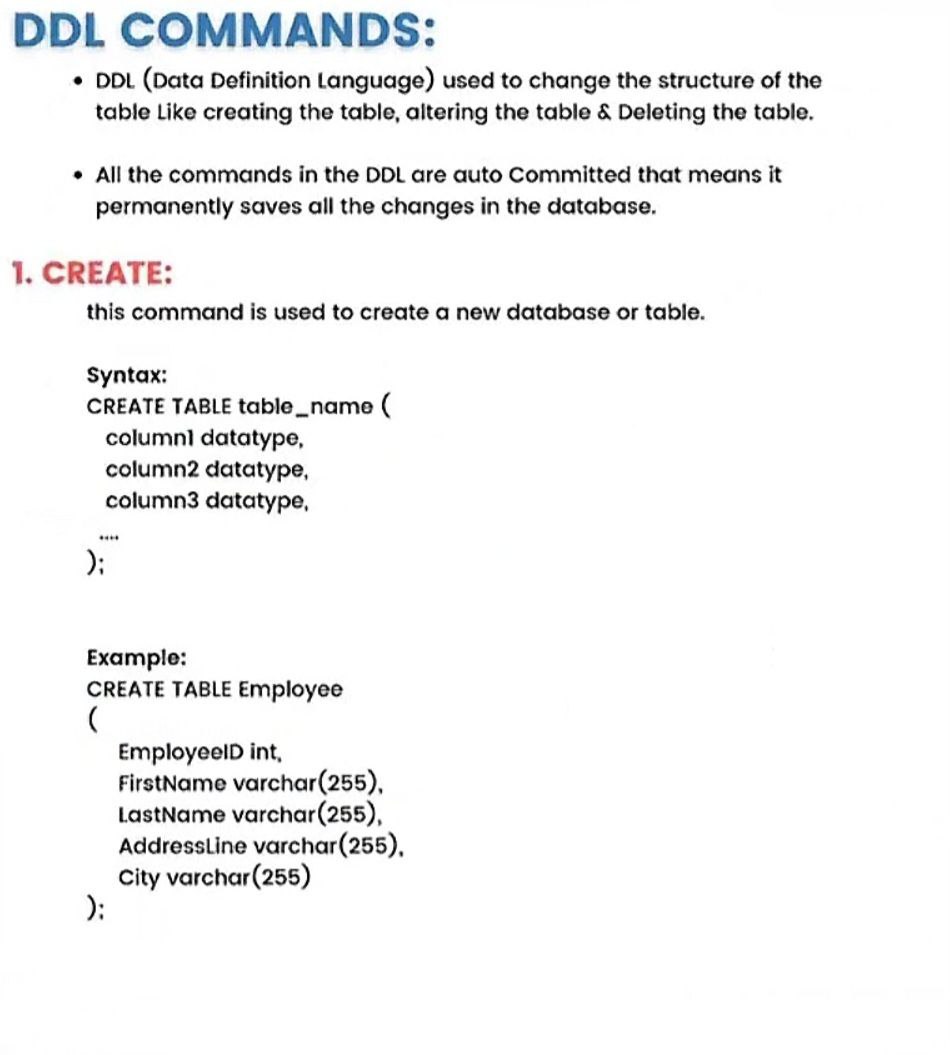 DDL COMMANDS:
• DDL (Data Definition Language) used to change the structure of the
table Like creating the table, altering the table & Deleting the table.
• All the commands in the DDL are auto Committed that means it
permanently saves all the changes in the database.
1. CREATE:
this command is used to create a new database or table.
Syntax:
CREATE TABLE table_name (
column1 datatype,
column2 datatype,
column3 datatype,
....
);
Example:
CREATE TABLE Employee
(
EmployeeID int,
FirstName varchar(255),
LastName varchar(255),
AddressLine varchar(255),
City varchar(255)
);